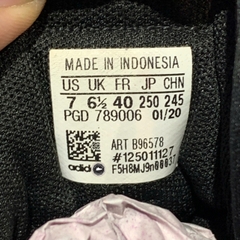 MADE IN INDONESIA
US UK FR JP CHN
7 6½ 40 250 245
PGD 789006 01/20
ART B96578
#125011127
adidas